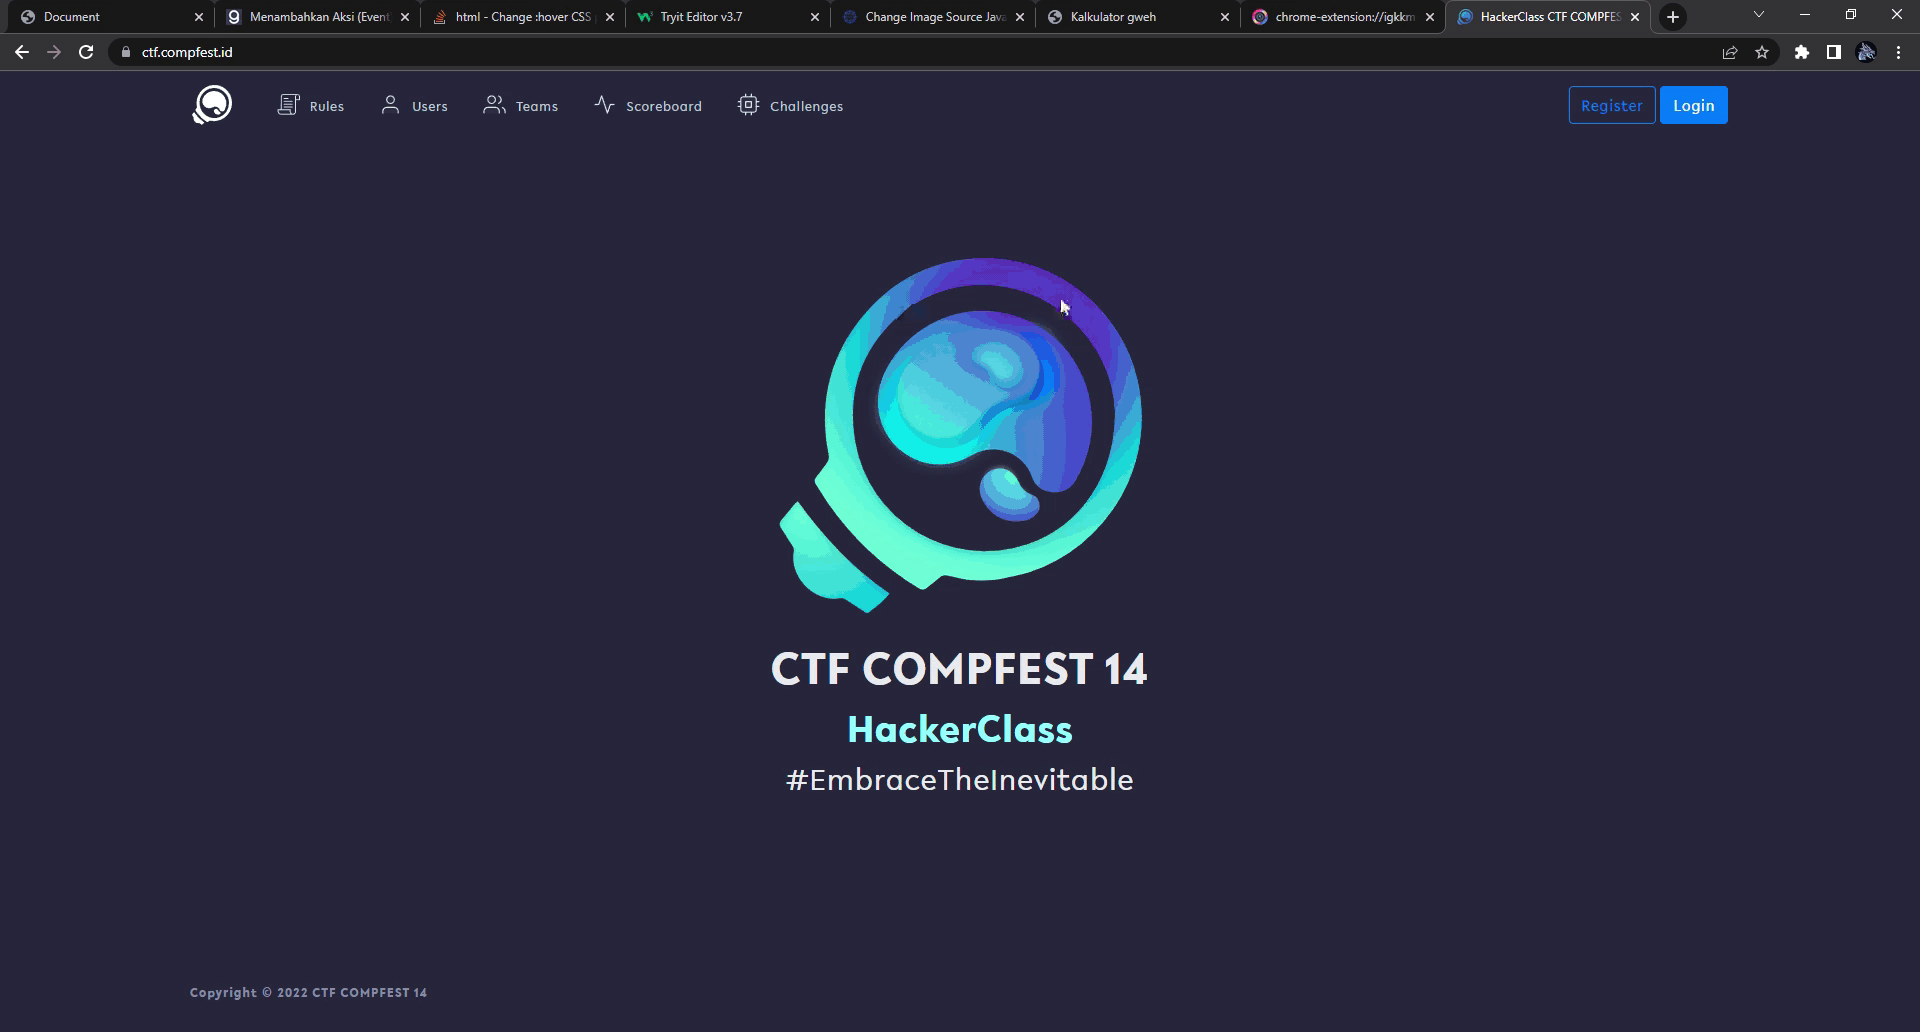 Document
Menambahkan Aksi (Event
html - Change :hover CSS
Tryit Editor v3.7
Change Image Source Java
Kalkulator gweh
chrome-extension://igkkm
HackerClass CTF COMPFES
ctf.compfest.id
Rules
Users
Teams
Scoreboard
Challenges
Register
Login
CTF COMPFEST 14
HackerClass
#EmbraceTheInevitable
Copyright © 2022 CTF COMPFEST 14